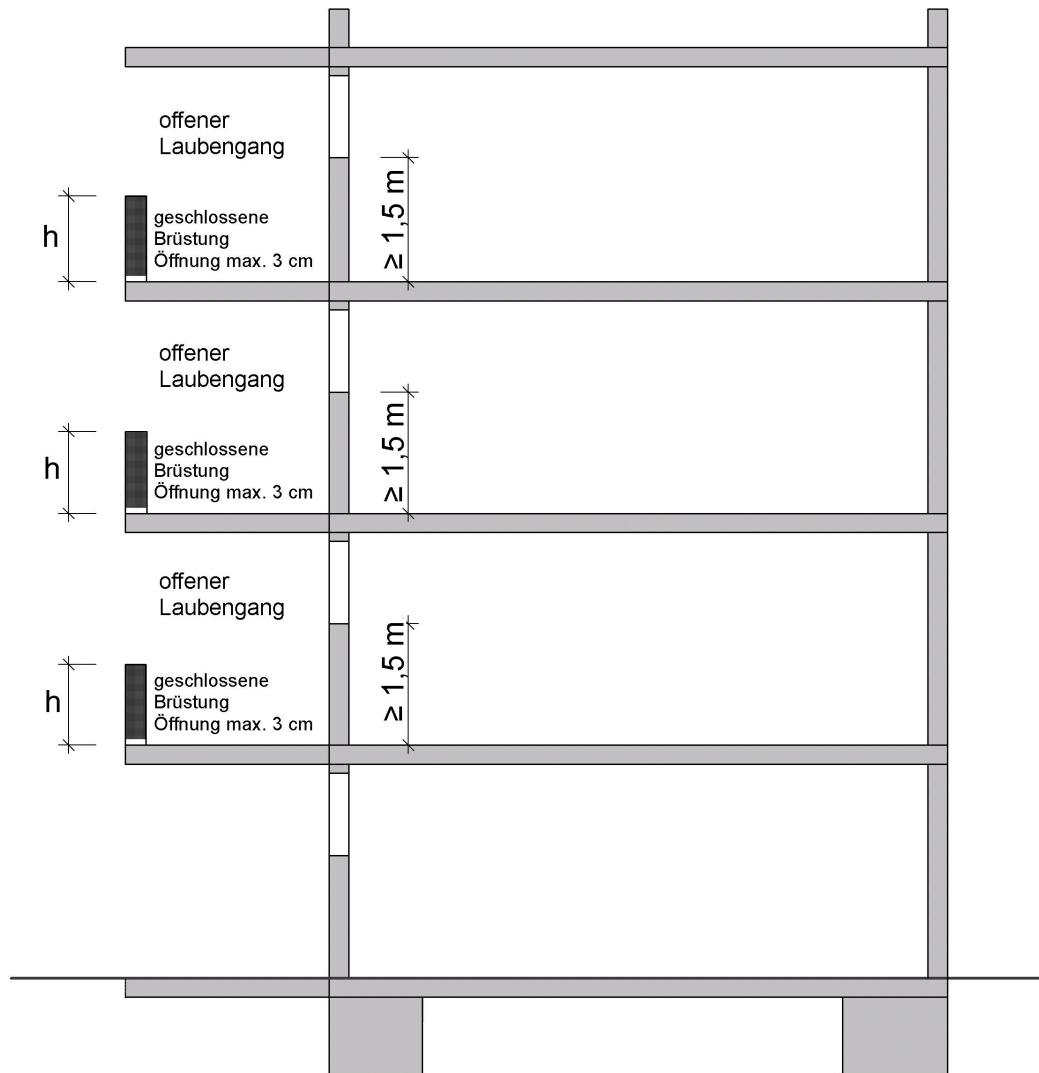 offener
Laubengang
≥ 1,5 m
h
geschlossene
Brüstung
Öffnung max. 3 cm
offener
Laubengang
≥ 1,5 m
h
geschlossene
Brüstung
Öffnung max. 3 cm
offener
Laubengang
≥ 1,5 m
h
geschlossene
Brüstung
Öffnung max. 3 cm